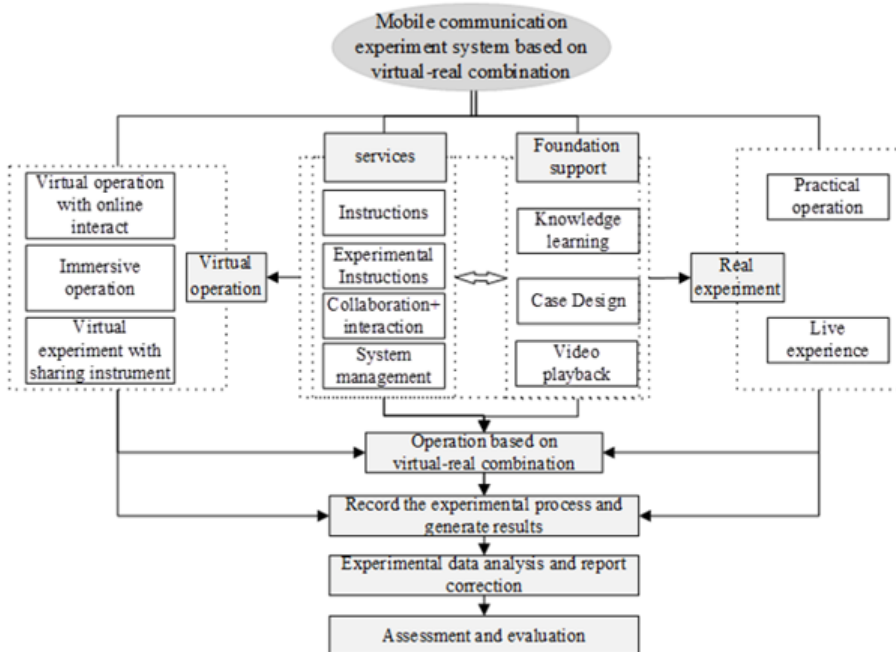 Mobile communication
experiment system based on
virtual-real combination
services
Foundation
support
Virtual operation
with online
interact
Immersive
operation
Virtual
experiment with
sharing instrument
Virtual
operation
Instructions
Experimental
Instructions
Collaboration+
interaction
System
management
Knowledge
learning
Case Design
Video
playback
Real
experiment
Practical
operation
Live
experience
Operation based on
virtual-real combination
Record the experimental process and
generate results
Experimental data analysis and report
correction
Assessment and evaluation